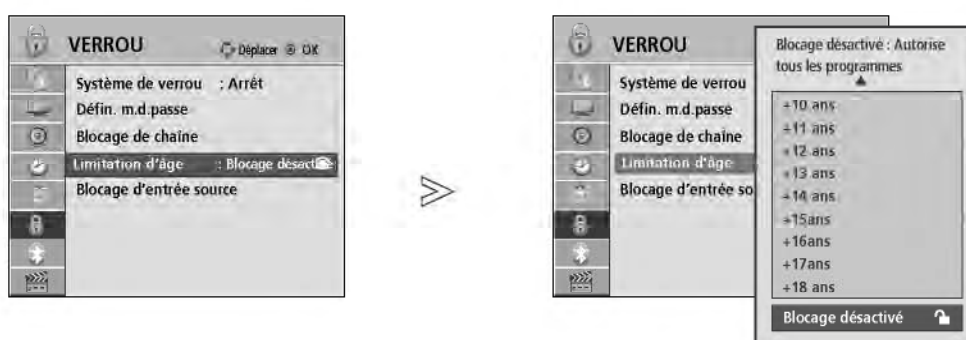 VERROU
Déplacer OK
Système de verrou : Arrêt
Défin. m.d.passe
Blocage de chaîne
Limitation d'âge : Blocage désactivé
Blocage d'entrée source
VERROU
Système de verrou
Défin. m.d.passe
Blocage de chaîne
Limitation d'âge
Blocage d'entrée so
Blocage désactivé : Autorise
tous les programmes
+10 ans
+11 ans
+12 ans
+13 ans
+14 ans
+15ans
+16ans
+17ans
+18 ans
Blocage désactivé